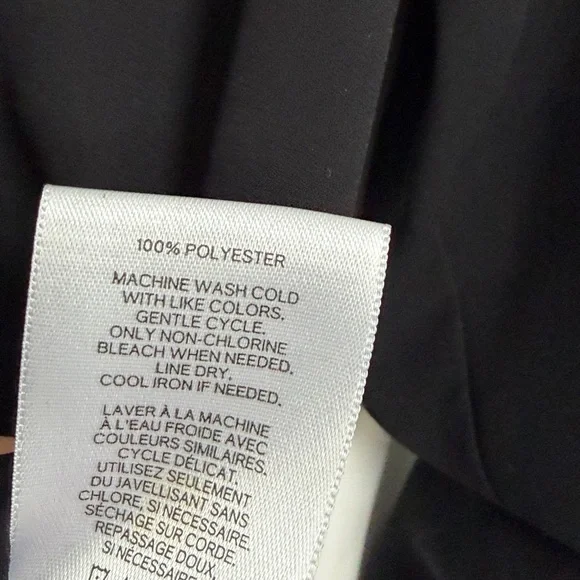 100% POLYESTER
MACHINE WASH COLD
WITH LIKE COLORS.
GENTLE CYCLE.
ONLY NON-CHLORINE
BLEACH WHEN NEEDED.
LINE DRY.
COOL IRON IF NEEDED.
LAVER À LA MACHINE
À L'EAU FROIDE AVEC
COULEURS SIMILAIRES.
CYCLE DÉLICAT.
UTILISEZ SEULEMENT
DU JAVELLISANT SANS
CHLORE, SI NÉCESSAIRE.
SÉCHAGE SUR CORDE.
REPASSAGE DOUX,
SI NÉCESSAIRE.